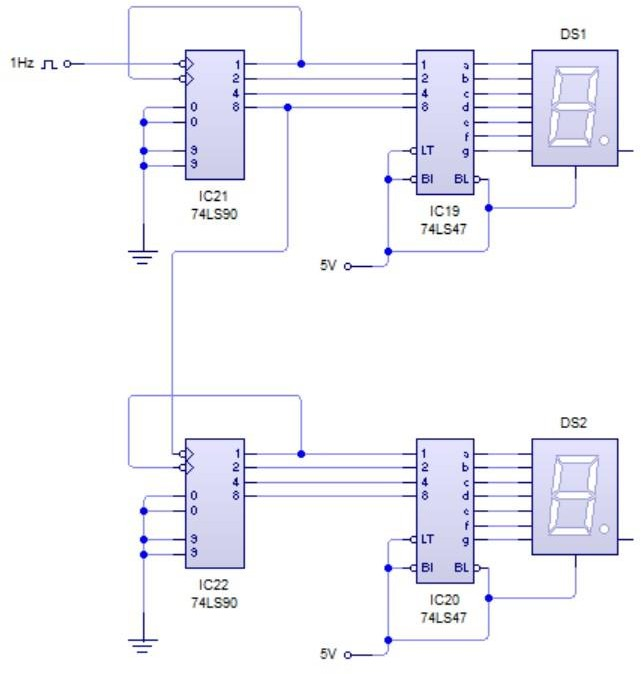 DS1
1Hz
1 1 a
2 2 b
4 4 c
0 8 8 d
0 e
f
9 LT g
9 BI BL
IC21 IC19
74LS90 74LS47
5V
DS2
1 1 a
2 2 b
4 4 c
0 8 8 d
0 e
f
9 LT g
9 BI BL
IC22 IC20
74LS90 74LS47
5V